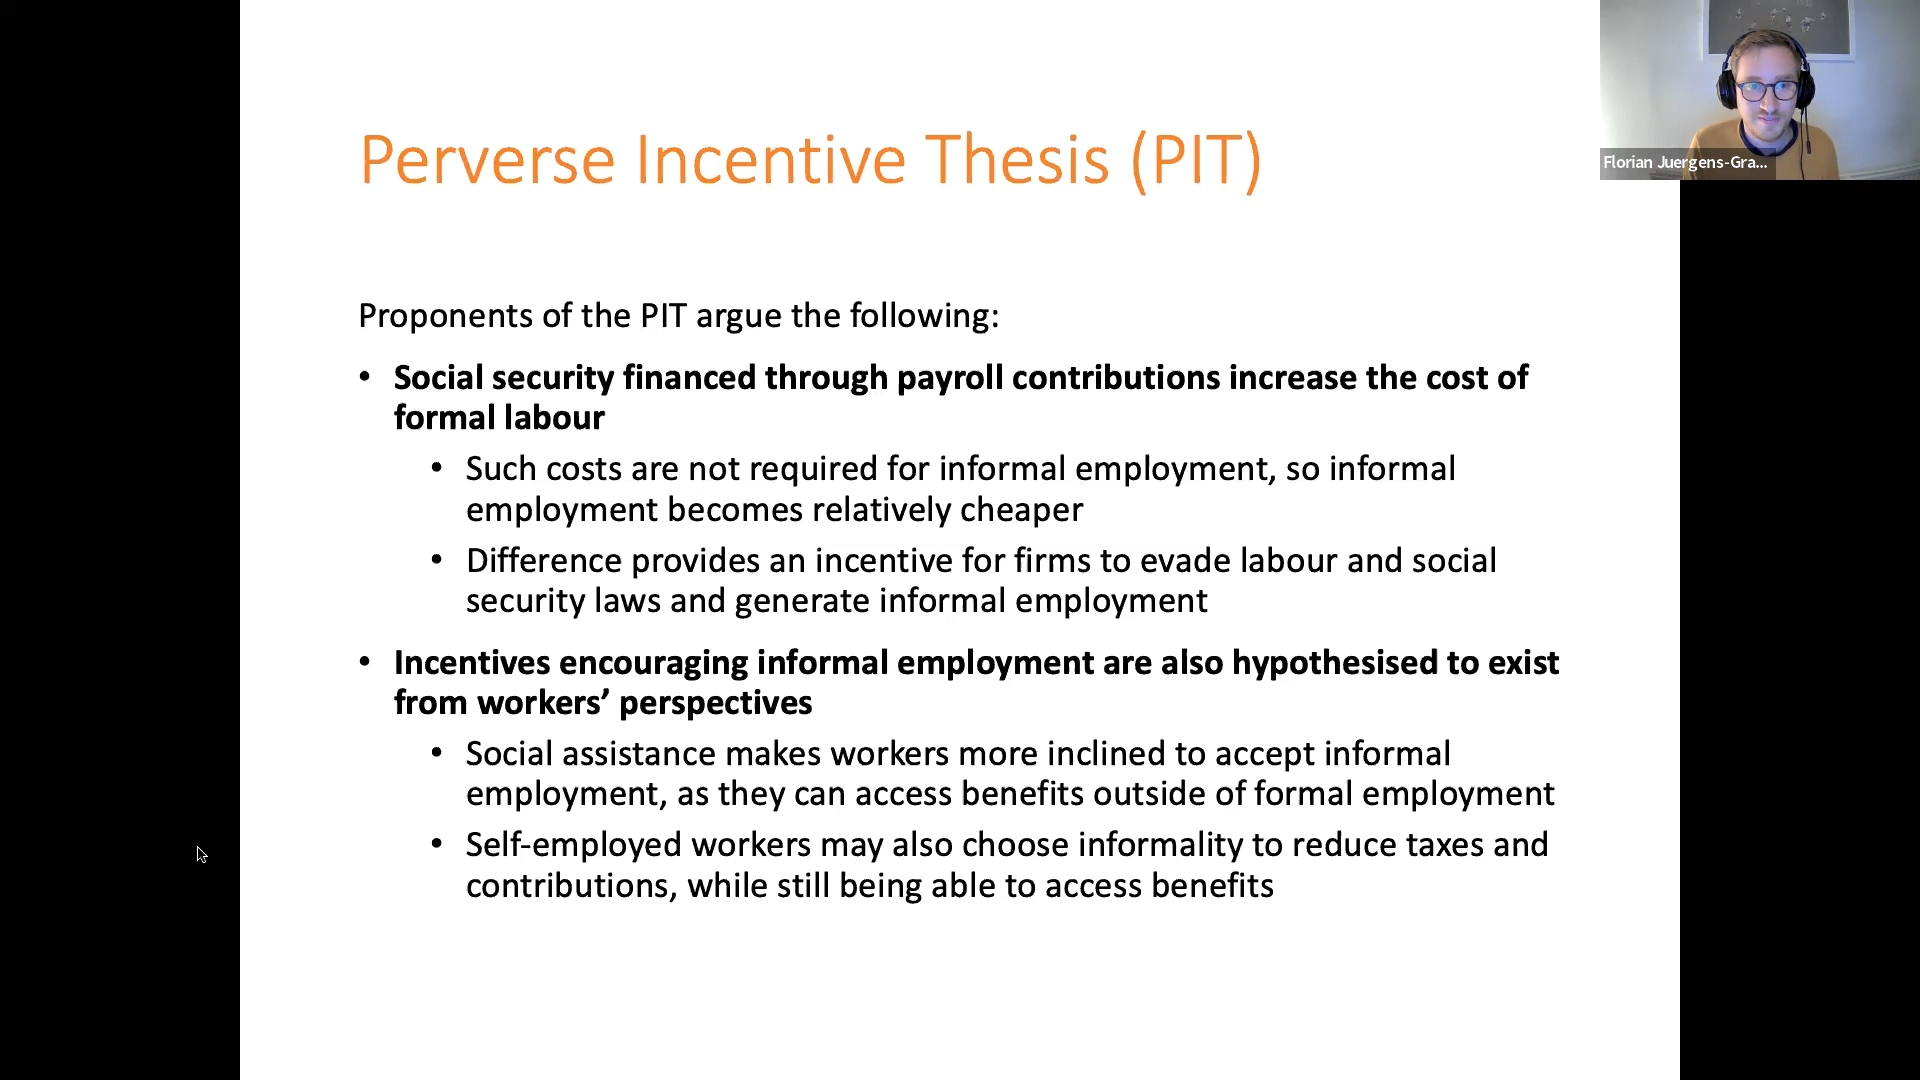 Perverse Incentive Thesis (PIT)
Florian Juergens-Gra...
Proponents of the PIT argue the following:
• Social security financed through payroll contributions increase the cost of
formal labour
• Such costs are not required for informal employment, so informal
employment becomes relatively cheaper
• Difference provides an incentive for firms to evade labour and social
security laws and generate informal employment
• Incentives encouraging informal employment are also hypothesised to exist
from workers’ perspectives
• Social assistance makes workers more inclined to accept informal
employment, as they can access benefits outside of formal employment
• Self-employed workers may also choose informality to reduce taxes and
contributions, while still being able to access benefits